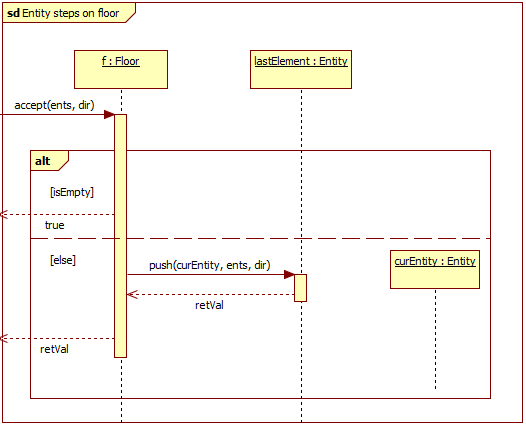 sd Entity steps on floor
f : Floor
lastElement : Entity
accept(ents, dir)
alt
[isEmpty]
true
[else]
push(curEntity, ents, dir)
curEntity : Entity
retVal
retVal